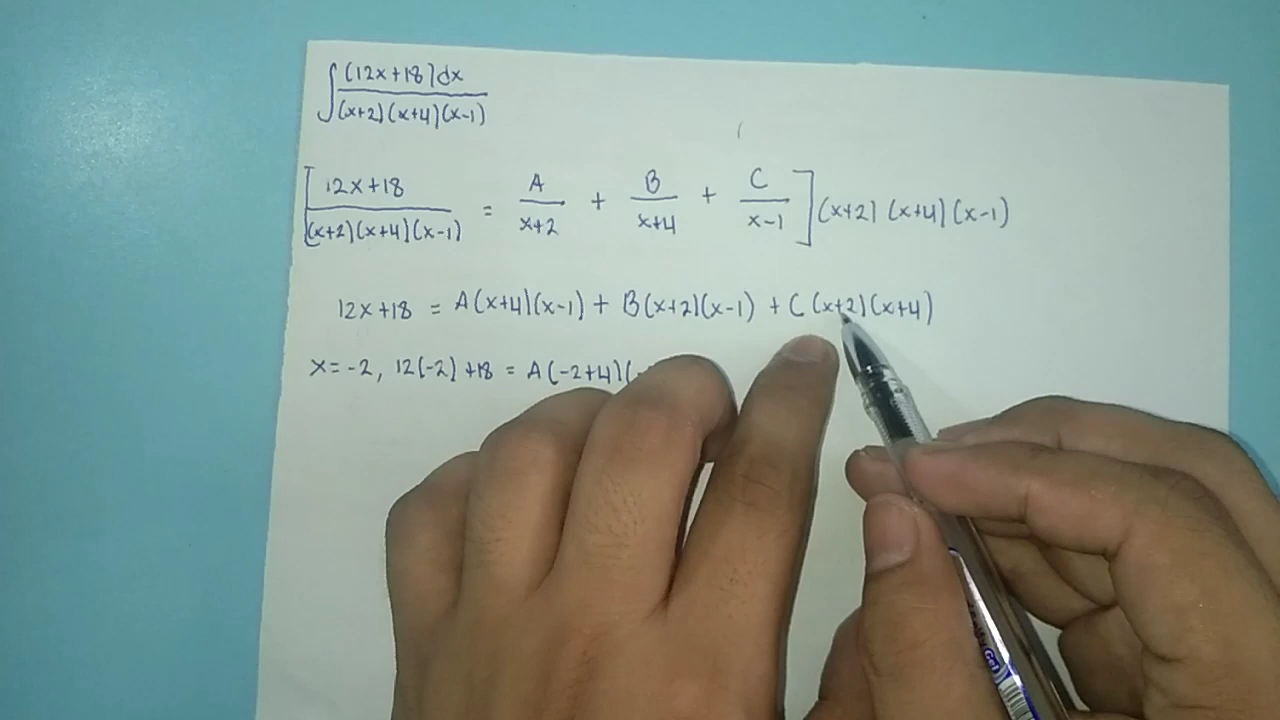 ∫ (12x+18)dx / (x+2)(x+4)(x-1)
[ 12x+18 / (x+2)(x+4)(x-1) = A / x+2 + B / x+4 + C / x-1 ] (x+2)(x+4)(x-1)
12x+18 = A(x+4)(x-1) + B(x+2)(x-1) + C(x+2)(x+4)
x=-2, 12(-2)+18 = A(-2+4)(-
Gel